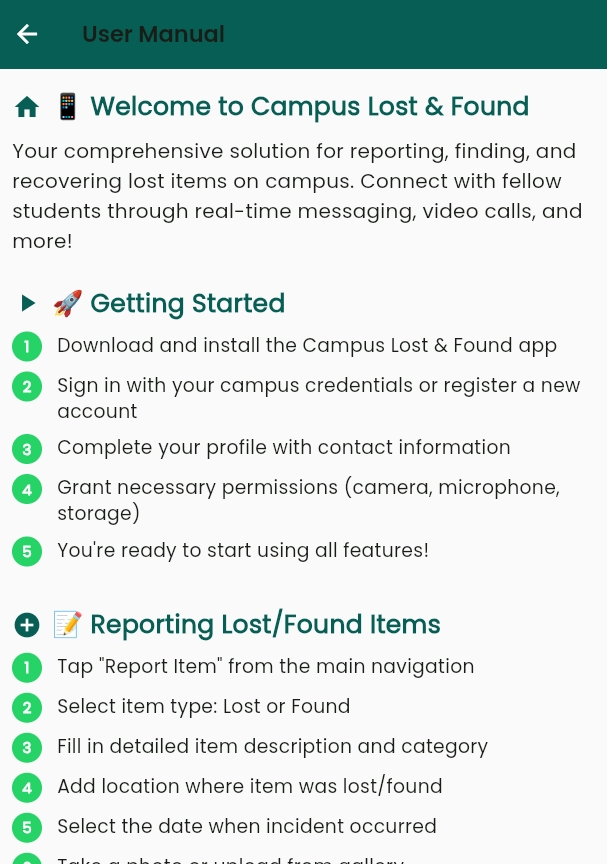 User Manual
📱 Welcome to Campus Lost & Found
Your comprehensive solution for reporting, finding, and
recovering lost items on campus. Connect with fellow
students through real-time messaging, video calls, and
more!
🚀 Getting Started
1 Download and install the Campus Lost & Found app
2 Sign in with your campus credentials or register a new
account
3 Complete your profile with contact information
4 Grant necessary permissions (camera, microphone,
storage)
5 You're ready to start using all features!
📝 Reporting Lost/Found Items
1 Tap "Report Item" from the main navigation
2 Select item type: Lost or Found
3 Fill in detailed item description and category
4 Add location where item was lost/found
5 Select the date when incident occurred
Take a photo or upload from gallery